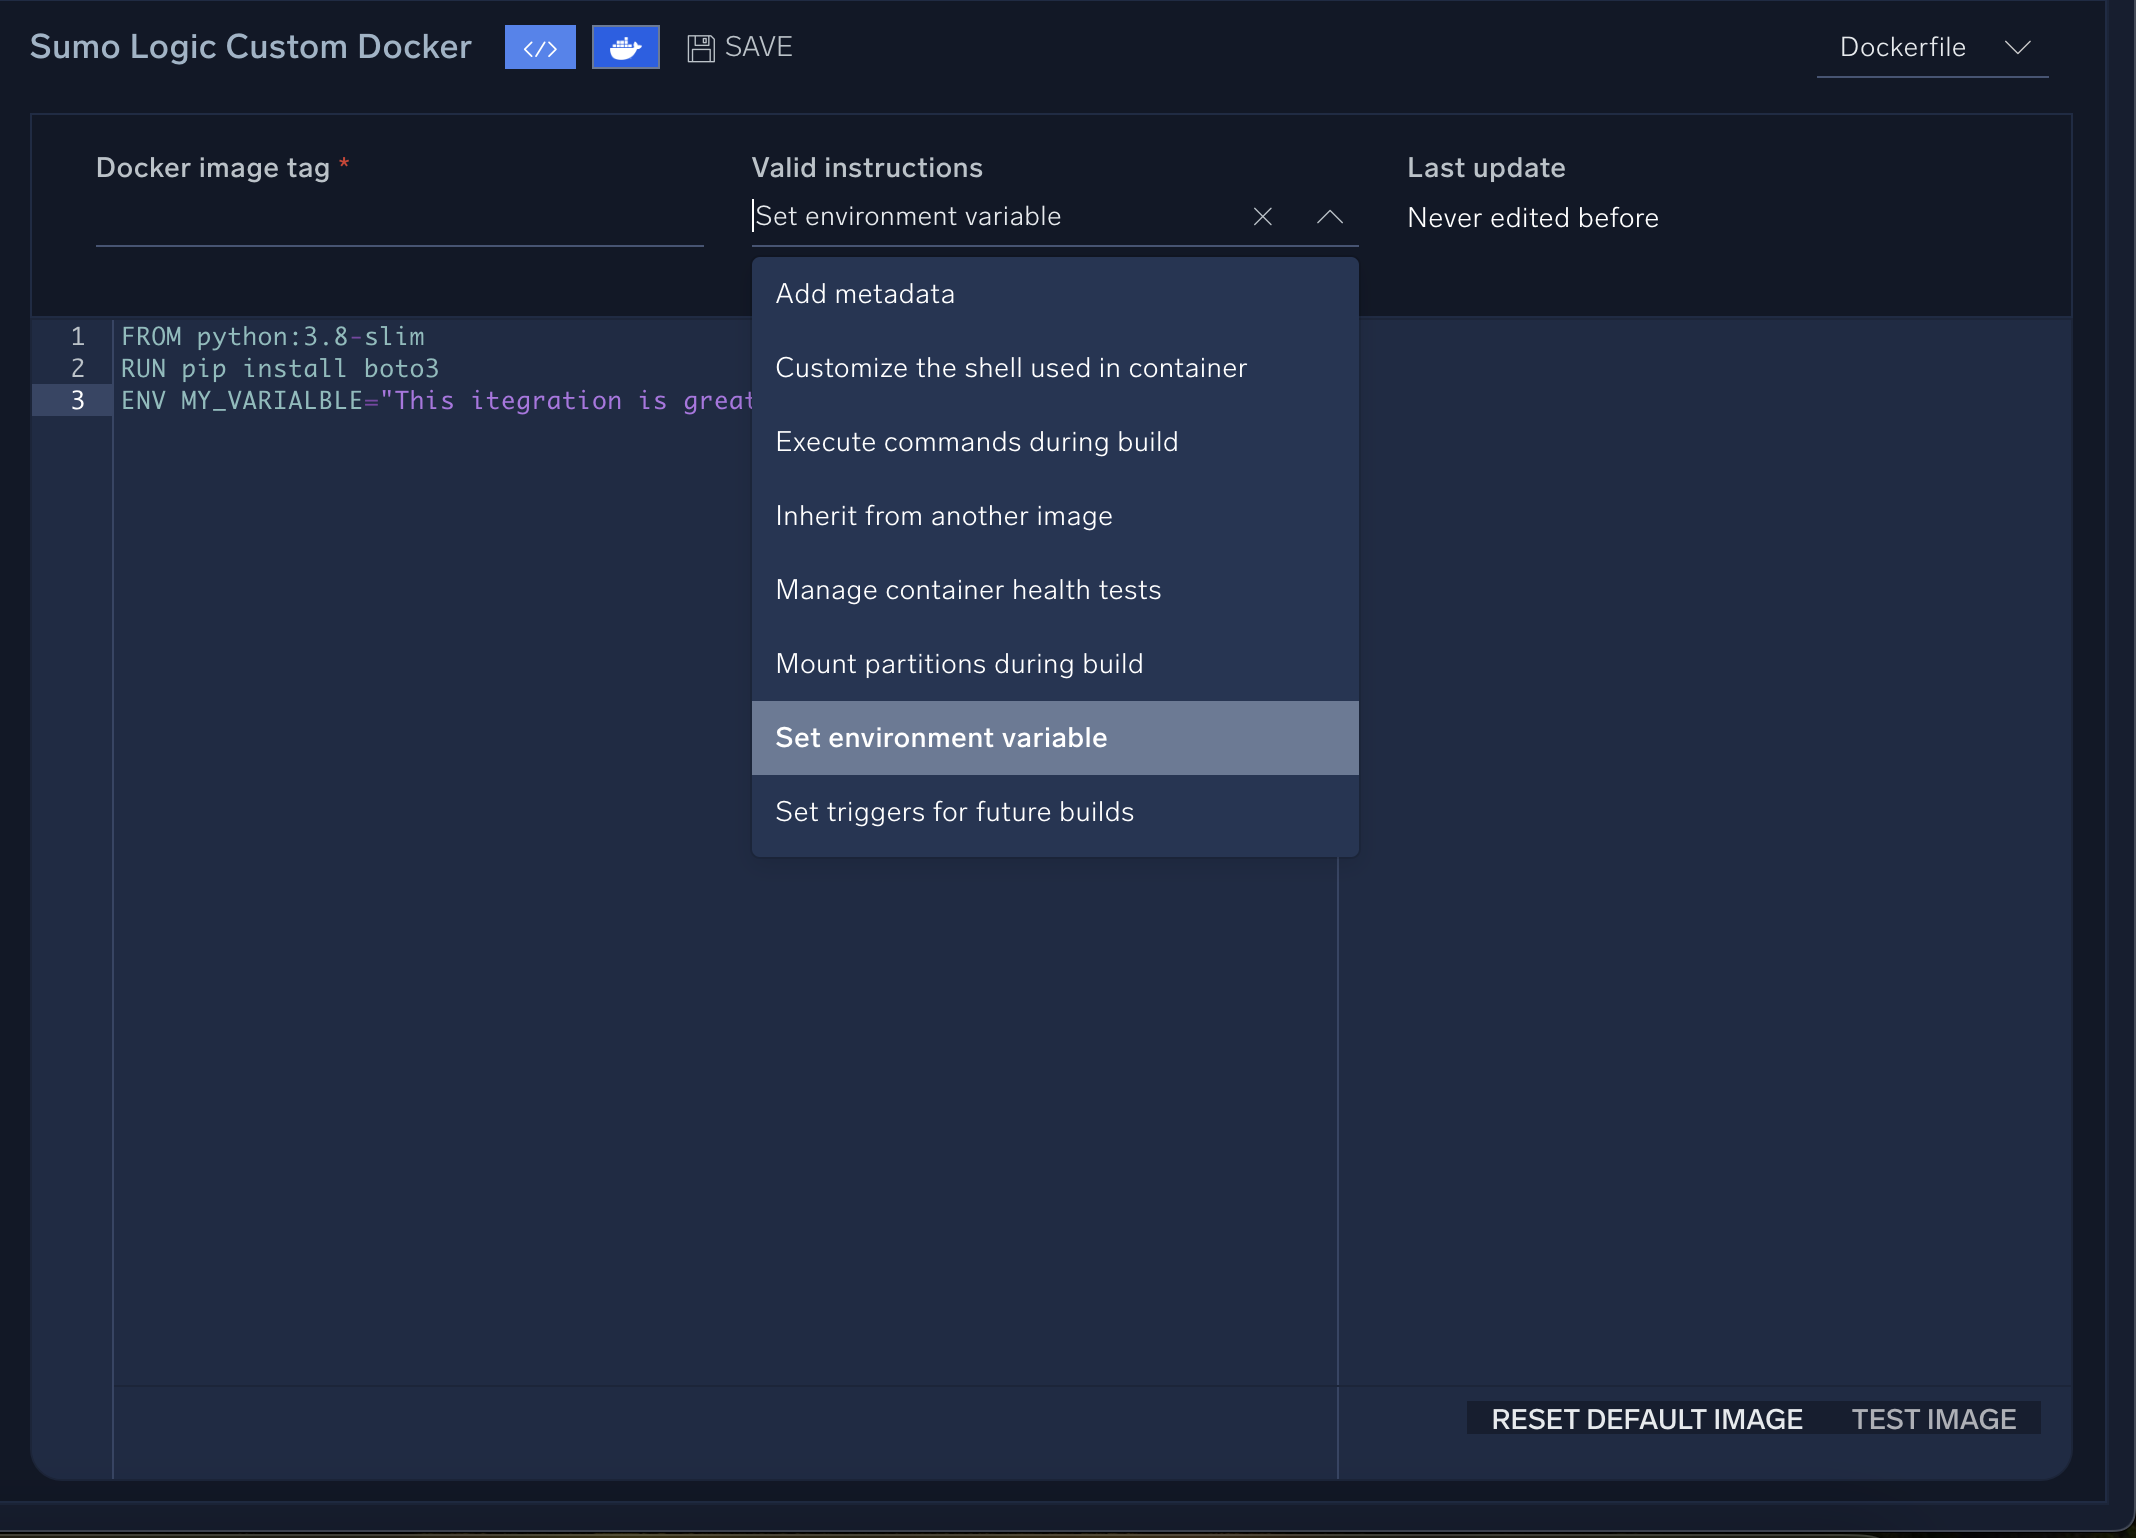 Sumo Logic Custom Docker </> SAVE Dockerfile
Docker image tag * Valid instructions Last update
Set environment variable Never edited before
Add metadata
Customize the shell used in container
Execute commands during build
Inherit from another image
Manage container health tests
Mount partitions during build
Set environment variable
Set triggers for future builds
1 FROM python:3.8-slim
2 RUN pip install boto3
3 ENV MY_VARIALBLE="This itegration is great
RESET DEFAULT IMAGE TEST IMAGE